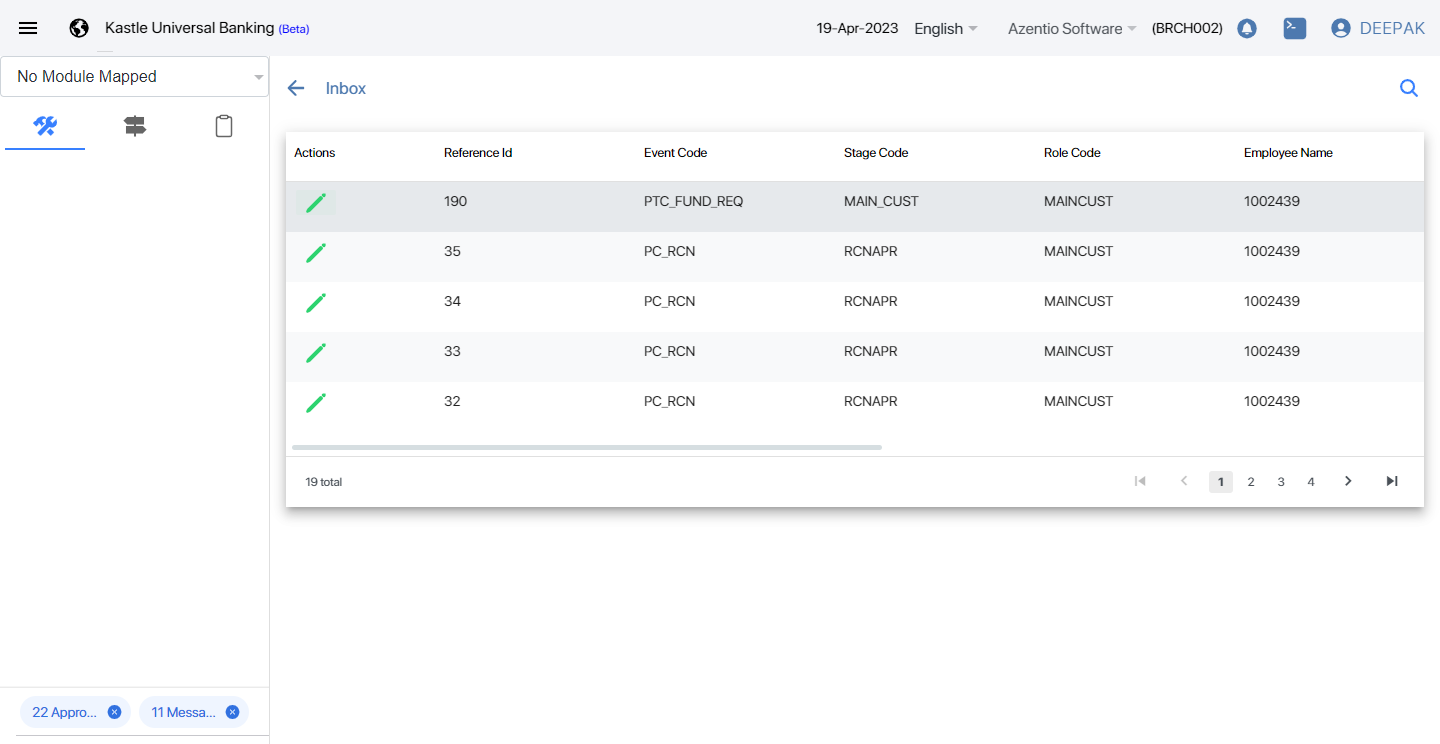 Kastle Universal Banking (Beta) 19-Apr-2023 English Azentio Software (BRCH002) DEEPAK
No Module Mapped
Inbox
Actions Reference Id Event Code Stage Code Role Code Employee Name
190 PTC_FUND_REQ MAIN_CUST MAINCUST 1002439
35 PC_RCN RCNAPR MAINCUST 1002439
34 PC_RCN RCNAPR MAINCUST 1002439
33 PC_RCN RCNAPR MAINCUST 1002439
32 PC_RCN RCNAPR MAINCUST 1002439
19 total 1 2 3 4
22 Appro... 11 Messa...